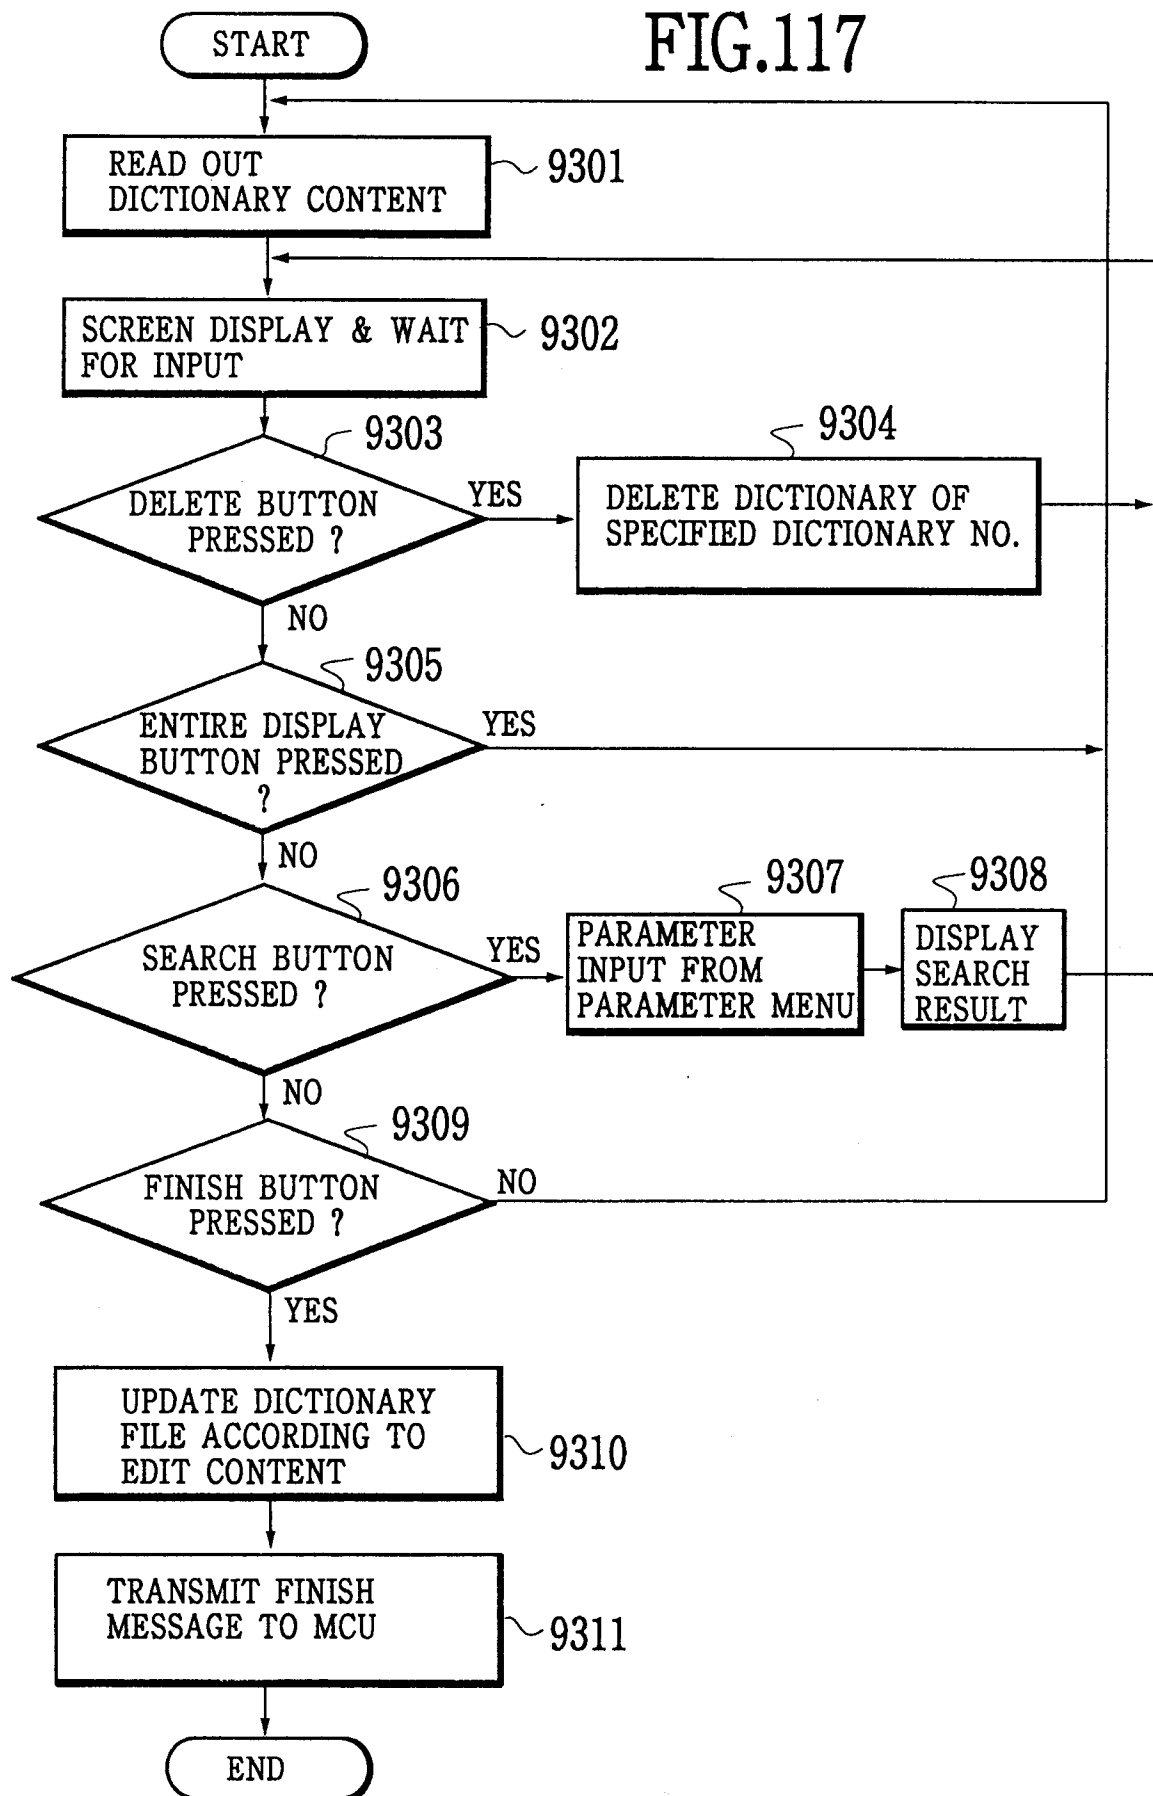 FIG.117
START
READ OUT
DICTIONARY CONTENT
9301
SCREEN DISPLAY & WAIT
FOR INPUT
9302
9303
DELETE BUTTON
PRESSED ?
YES
9304
DELETE DICTIONARY OF
SPECIFIED DICTIONARY NO.
NO
9305
ENTIRE DISPLAY
BUTTON PRESSED
?
YES
NO
9306
SEARCH BUTTON
PRESSED ?
YES
9307
PARAMETER
INPUT FROM
PARAMETER MENU
9308
DISPLAY
SEARCH
RESULT
NO
9309
FINISH BUTTON
PRESSED ?
NO
YES
UPDATE DICTIONARY
FILE ACCORDING TO
EDIT CONTENT
9310
TRANSMIT FINISH
MESSAGE TO MCU
9311
END